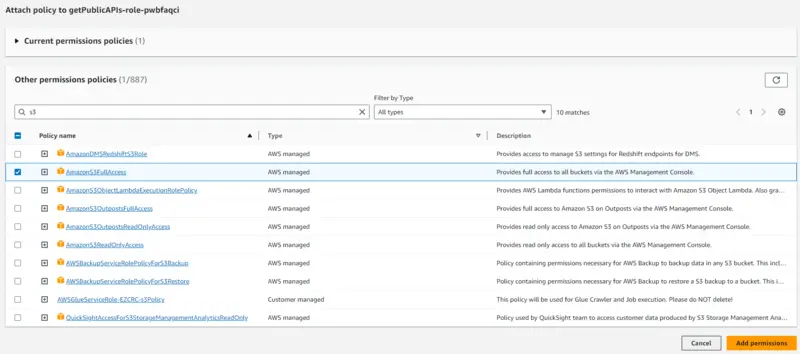 Attach policy to getPublicAPIs-role-pwbfaqci
Current permissions policies (1)
Other permissions policies (1/887)
Filter by Type
s3
All types
10 matches
1
Policy name
Type
Description
AmazonDMSRedshiftS3Role AWS managed Provides access to manage S3 settings for Redshift endpoints for DMS.
AmazonS3FullAccess AWS managed Provides full access to all buckets via the AWS Management Console.
AmazonS3ObjectLambdaExecutionRolePolicy AWS managed Provides AWS Lambda functions permissions to interact with Amazon S3 Object Lambda. Also gra...
AmazonS3OutpostsFullAccess AWS managed Provides full access to Amazon S3 on Outposts via the AWS Management Console.
AmazonS3OutpostsReadOnlyAccess AWS managed Provides read only access to Amazon S3 on Outposts via the AWS Management Console.
AmazonS3ReadOnlyAccess AWS managed Provides read only access to all buckets via the AWS Management Console.
AWSBackupServiceRolePolicyForS3Backup AWS managed Policy containing permissions necessary for AWS Backup to backup data in any S3 bucket. This incl...
AWSBackupServiceRolePolicyForS3Restore AWS managed Policy containing permissions necessary for AWS Backup to restore a S3 backup to a bucket. This i...
AWSGlueServiceRole-EZCRC-s3Policy Customer managed This policy will be used for Glue Crawler and Job execution. Please do NOT delete!
QuickSightAccessForS3StorageManagementAnalyticsReadOnly AWS managed Policy used by QuickSight team to access customer data produced by S3 Storage Management Ana...
Cancel
Add permissions